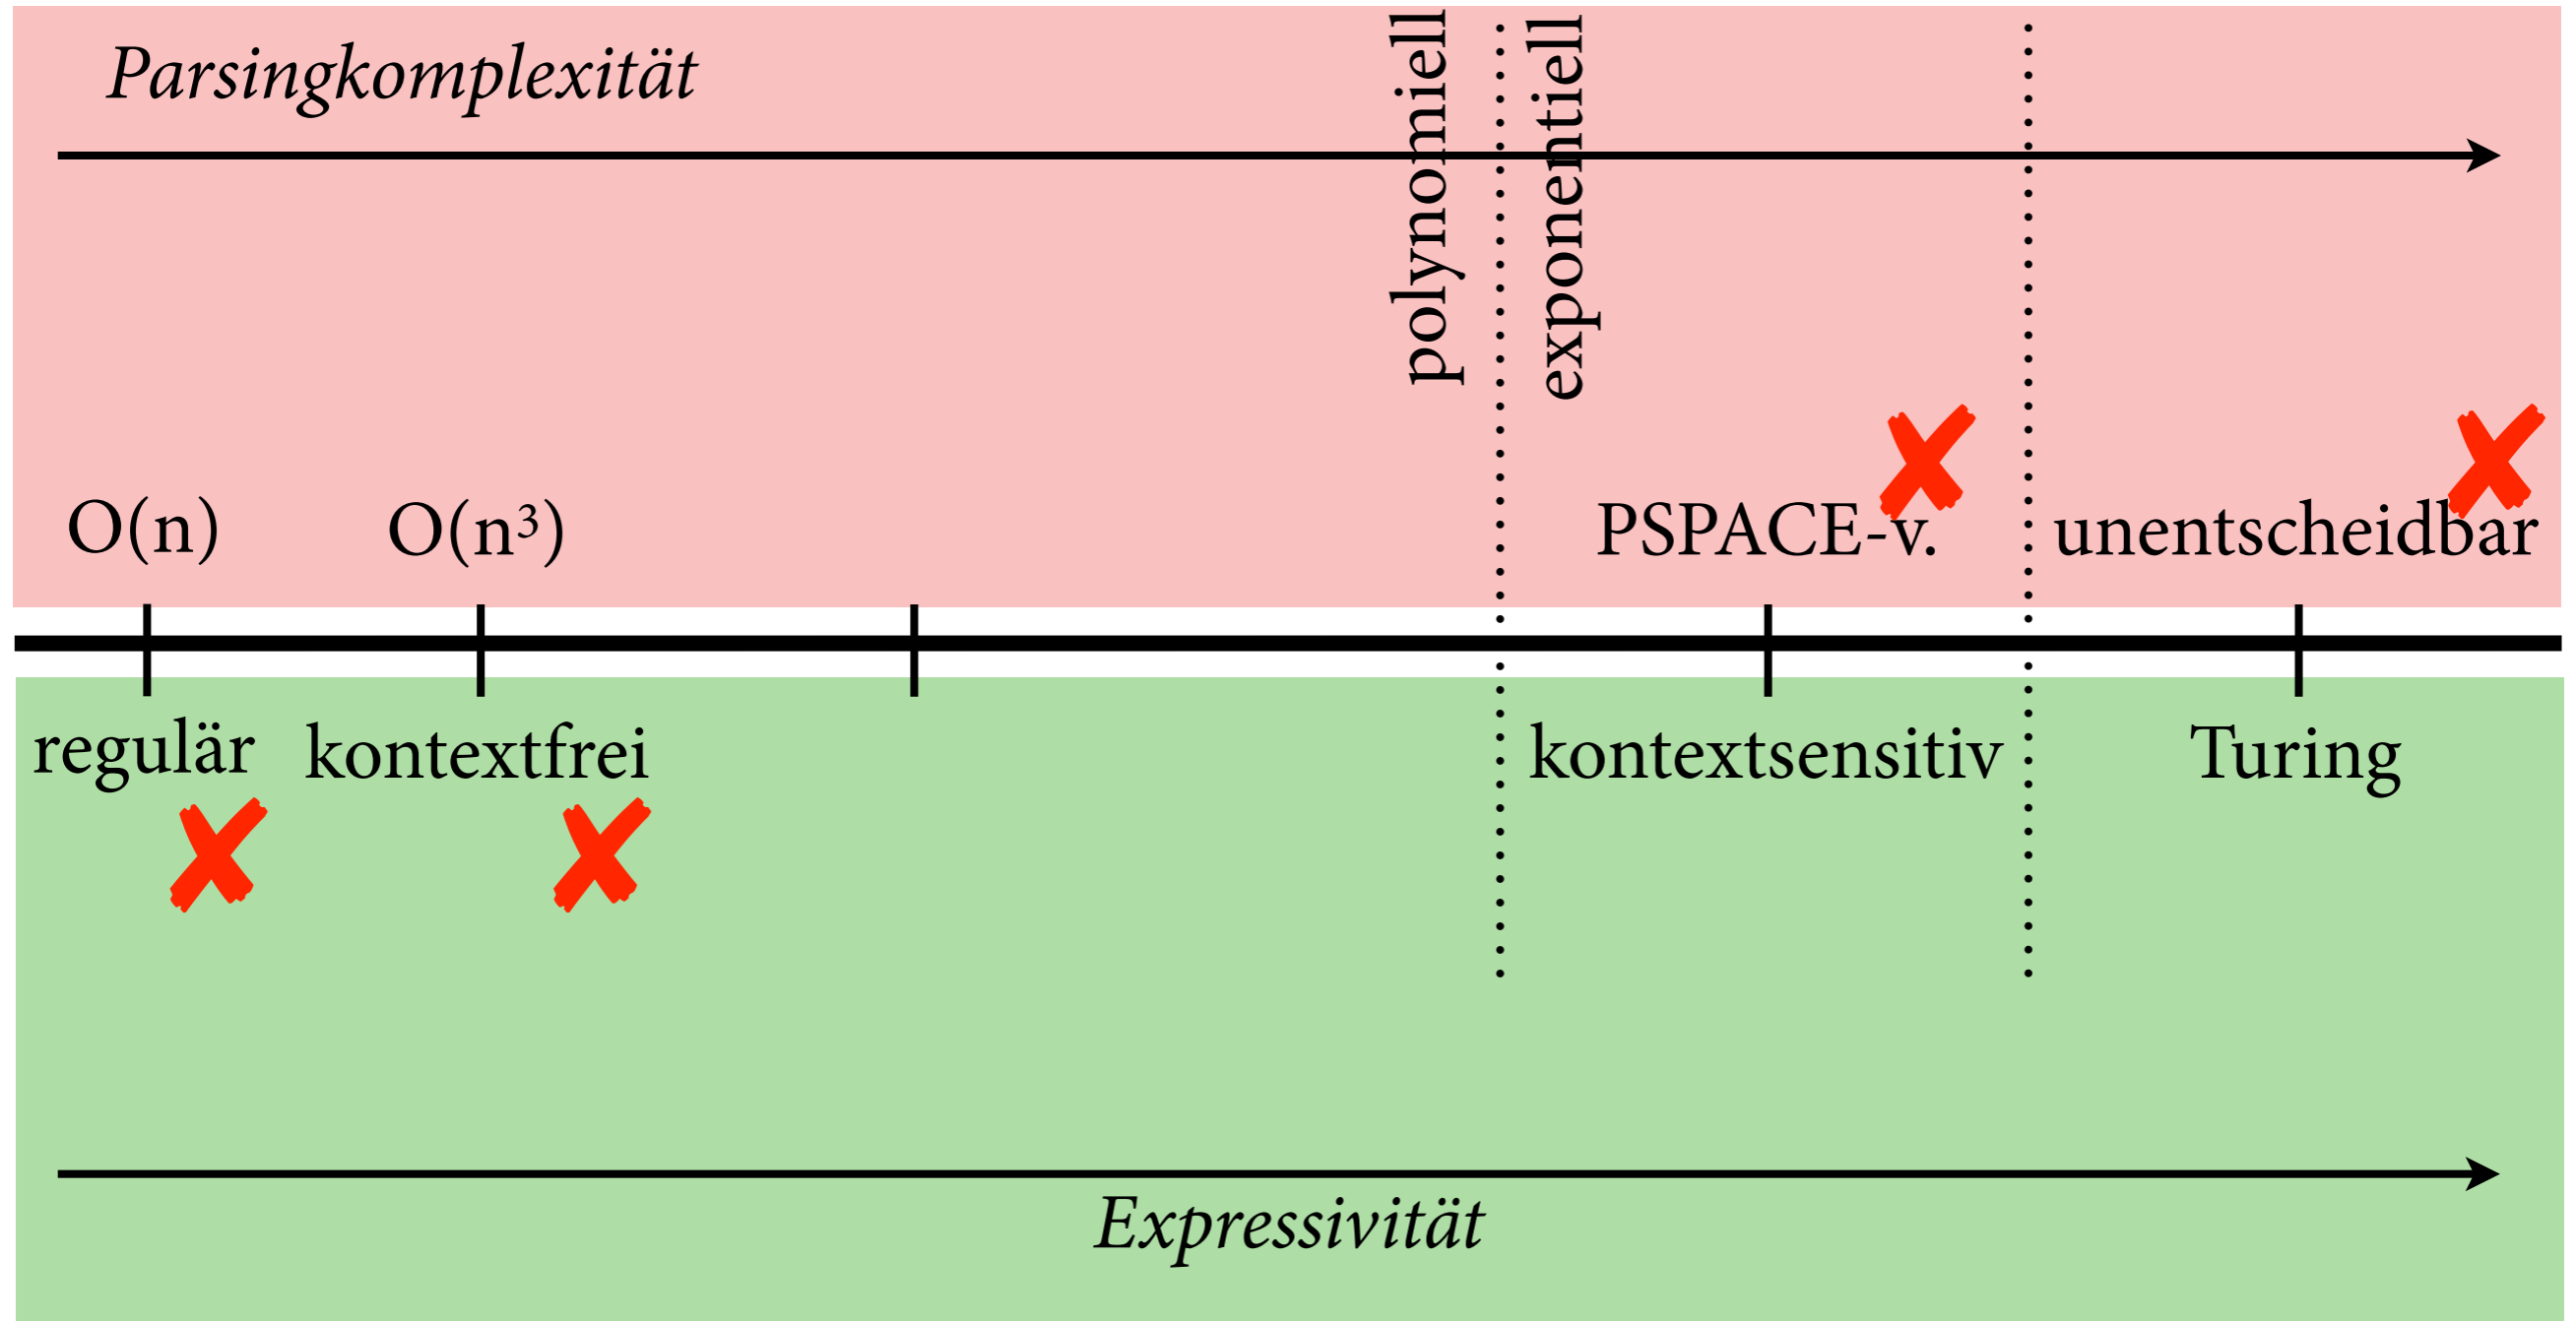 Parsingkomplexität
polynomiell
exponentiell
O(n)
O(n³)
PSPACE-v.
unentscheidbar
regulär
kontextfrei
kontextsensitiv
Turing
Expressivität